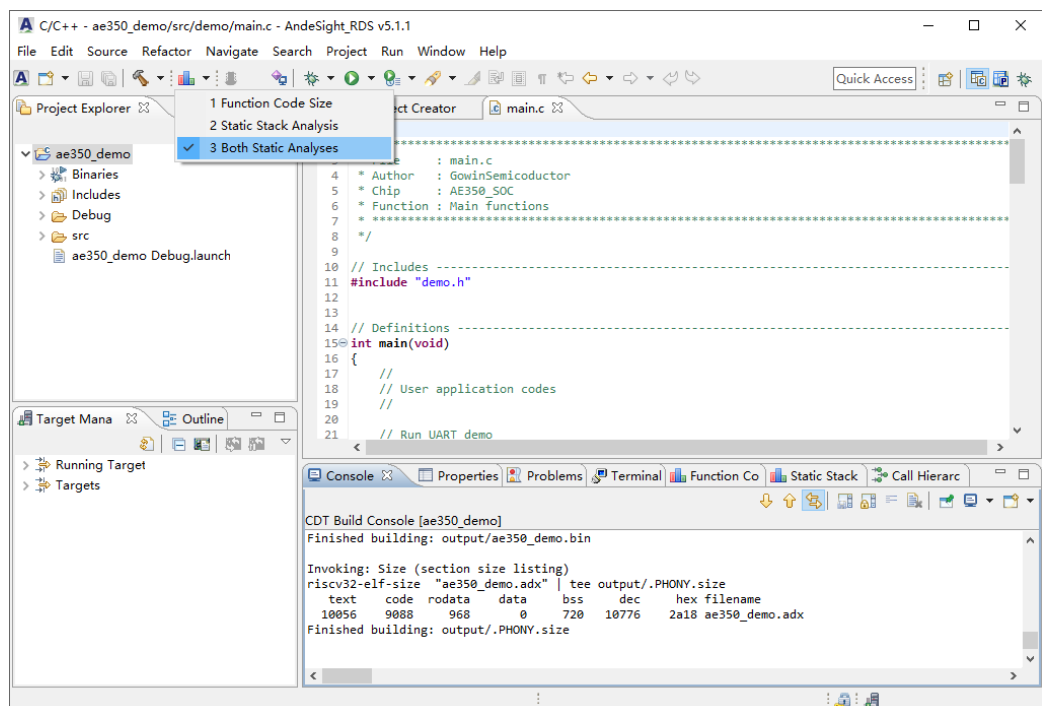 C/C++ - ae350_demo/src/demo/main.c - AndeSight_RDS v5.1.1
File Edit Source Refactor Navigate Search Project Run Window Help
Quick Access
Project Explorer
ect Creator
main.c
1 Function Code Size
2 Static Stack Analysis
3 Both Static Analyses
ae350_demo
Binaries
Includes
Debug
src
ae350_demo Debug.launch
4 * Author : GowinSemicoductor
5 * Chip : AE350_SOC
6 * Function : Main functions
7 * ****************************************************************************************
8 */
9
10 // Includes ---------------------------------------------------------------------------------
11 #include "demo.h"
12
13
14 // Definitions ------------------------------------------------------------------------------
15 int main(void)
16 {
17 //
18 // User application codes
19 //
20
21 // Run UART demo
Target Mana
Outline
Running Target
Targets
Console Properties Problems Terminal Function Co Static Stack Call Hierarc
CDT Build Console [ae350_demo]
Finished building: output/ae350_demo.bin
Invoking: Size (section size listing)
riscv32-elf-size "ae350_demo.adx" | tee output/.PHONY.size
text code rodata data bss dec hex filename
10056 9088 968 0 720 10776 2a18 ae350_demo.adx
Finished building: output/.PHONY.size